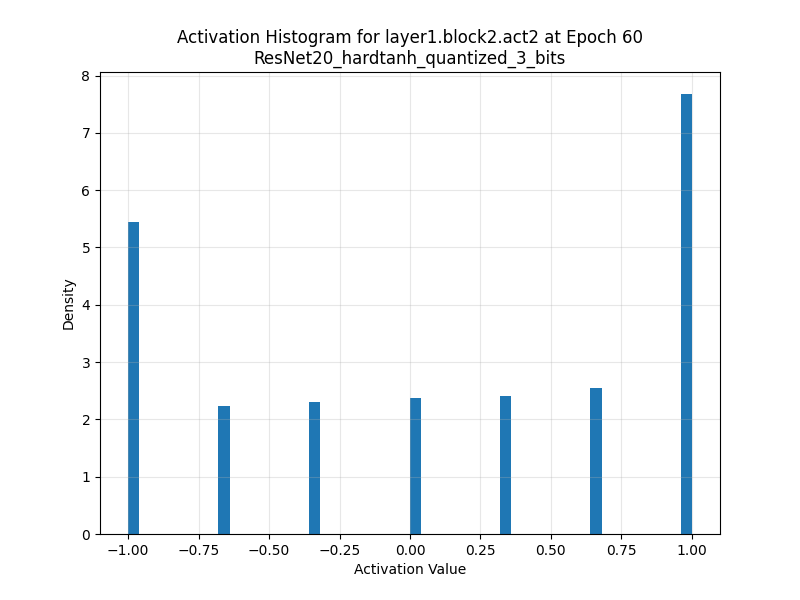 Activation Histogram for layer1.block2.act2 at Epoch 60
ResNet20_hardtanh_quantized_3_bits
8
7
6
5
4
3
2
1
0
Density
−1.00 −0.75 −0.50 −0.25 0.00 0.25 0.50 0.75 1.00
Activation Value